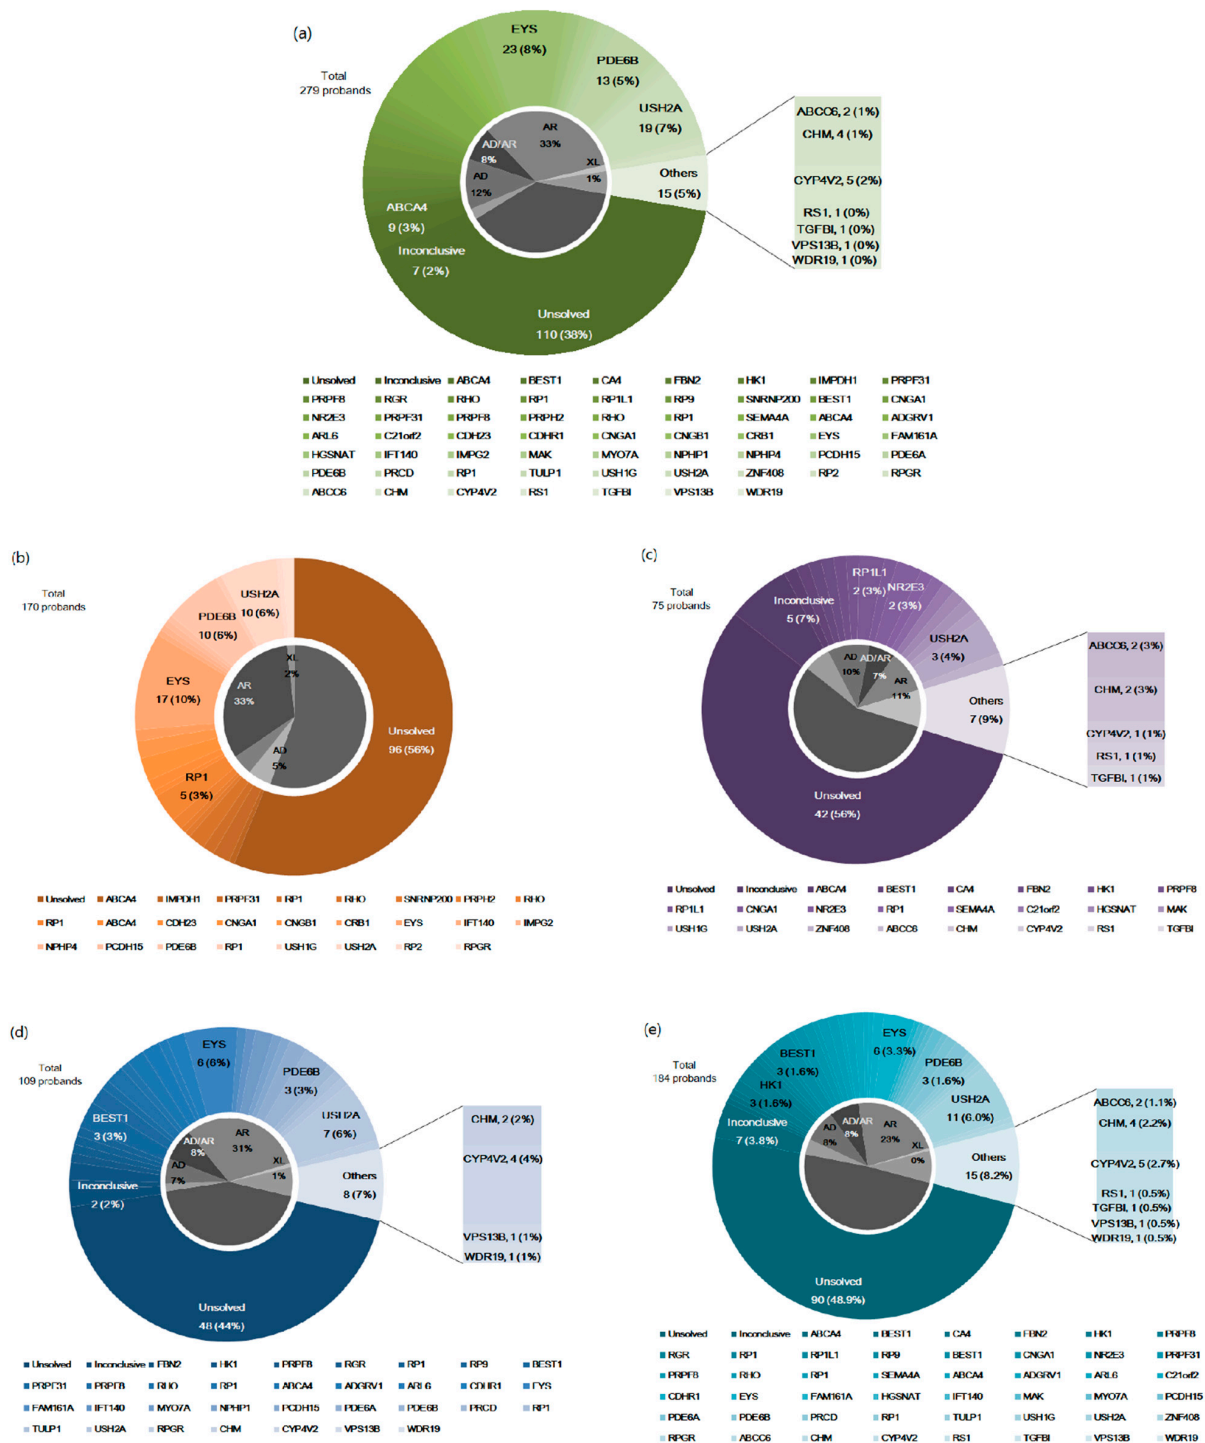 (a)
Total
279 probands
EYS
23 (8%)
PDE6B
13 (5%)
USH2A
19 (7%)
Others
15 (5%)
ABCA4
9 (3%)
Inconclusive
7 (2%)
Unsolved
110 (38%)
AR
33%
AD/AR
8%
AD
12%
XL
1%
ABCC6, 2 (1%)
CHM, 4 (1%)
CYP4V2, 5 (2%)
RS1, 1 (0%)
TGFBI, 1 (0%)
VPS13B, 1 (0%)
WDR19, 1 (0%)
Unsolved Inconclusive ABCA4 BEST1 CA4 FBN2 HK1 IMPDH1 PRPF31
PRPF8 RGR RHO RP1 RP1L1 RP9 SNRNP200 BEST1 CNGA1
NR2E3 PRPF31 PRPF8 PRPH2 RHO RP1 SEMA4A ABCA4 ADGRV1
ARL6 C21orf2 CDH23 CDHR1 CNGA1 CNGB1 CRB1 EYS FAM161A
HGSNAT IFT140 IMPG2 MAK MYO7A NPHP1 NPHP4 PCDH15 PDE6A
PDE6B PRCD RP1 TULP1 USH1G USH2A ZNF408 RP2 RPGR
ABCC6 CHM CYP4V2 RS1 TGFBI VPS13B WDR19
(b)
Total
170 probands
USH2A
10 (6%)
PDE6B
10 (6%)
EYS
17 (10%)
RP1
5 (3%)
Unsolved
96 (56%)
XL
2%
AR
33%
AD
5%
Unsolved ABCA4 IMPDH1 PRPF31 RP1 RHO SNRNP200 PRPH2 RHO
RP1 ABCA4 CDH23 CNGA1 CNGB1 CRB1 EYS IFT140 IMPG2
NPHP4 PCDH15 PDE6B RP1 USH1G USH2A RP2 RPGR
(c)
Total
75 probands
RP1L1
2 (3%)
NR2E3
2 (3%)
Inconclusive
5 (7%)
USH2A
3 (4%)
Others
7 (9%)
Unsolved
42 (56%)
AD
10%
AD/AR
7%
AR
11%
ABCC6, 2 (3%)
CHM, 2 (3%)
CYP4V2, 1 (1%)
RS1, 1 (1%)
TGFBI, 1 (1%)
Unsolved Inconclusive ABCA4 BEST1 CA4 FBN2 HK1 PRPF8
RP1L1 CNGA1 NR2E3 RP1 SEMA4A C21orf2 HGSNAT MAK
USH1G USH2A ZNF408 ABCC6 CHM CYP4V2 RS1 TGFBI
(d)
Total
109 probands
EYS
6 (6%)
PDE6B
3 (3%)
USH2A
7 (6%)
BEST1
3 (3%)
Inconclusive
2 (2%)
Others
8 (7%)
Unsolved
48 (44%)
AR
31%
AD/AR
8%
AD
7%
XL
1%
CHM, 2 (2%)
CYP4V2, 4 (4%)
VPS13B, 1 (1%)
WDR19, 1 (1%)
Unsolved Inconclusive FBN2 HK1 PRPF8 RGR RP1 RP9 BEST1
PRPF31 PRPF8 RHO RP1 ABCA4 ADGRV1 ARL6 CDHR1 EYS
FAM161A IFT140 MYO7A NPHP1 PCDH15 PDE6A PDE6B PRCD RP1
TULP1 USH2A RPGR CHM CYP4V2 VPS13B WDR19
(e)
Total
184 probands
EYS
6 (3.3%)
BEST1
3 (1.6%)
PDE6B
3 (1.6%)
HK1
3 (1.6%)
USH2A
11 (6.0%)
Inconclusive
7 (3.8%)
Others
15 (8.2%)
Unsolved
90 (48.9%)
AD
8%
AD/AR
8%
AR
23%
XL
0%
ABCC6, 2 (1.1%)
CHM, 4 (2.2%)
CYP4V2, 5 (2.7%)
RS1, 1 (0.5%)
TGFBI, 1 (0.5%)
VPS13B, 1 (0.5%)
WDR19, 1 (0.5%)
Unsolved Inconclusive ABCA4 BEST1 CA4 FBN2 HK1 PRPF8
RGR RP1 RP1L1 RP9 BEST1 CNGA1 NR2E3 PRPF31
PRPF8 RHO RP1 SEMA4A ABCA4 ADGRV1 ARL6 C21orf2
CDHR1 EYS FAM161A HGSNAT IFT140 MAK MYO7A PCDH15
PDE6A PDE6B PRCD RP1 TULP1 USH1G USH2A ZNF408
RPGR ABCC6 CHM CYP4V2 RS1 TGFBI VPS13B WDR19